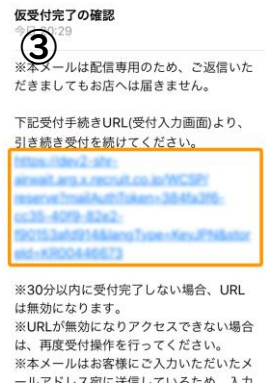 仮受付完了の確認
今日 20:29
③
※本メールは配信専用のため、ご返信いた
だきましてもお店へは届きません。
下記受付手続きURL(受付入力画面)より、
引き続き受付を続けてください。
※30分以内に受付完了しない場合、URL
は無効になります。
※URLが無効になりアクセスできない場合
は、再度受付操作を行ってください。
※本メールはお客様にご入力いただいたメ
ールアドレス宛に送信しているため、入力